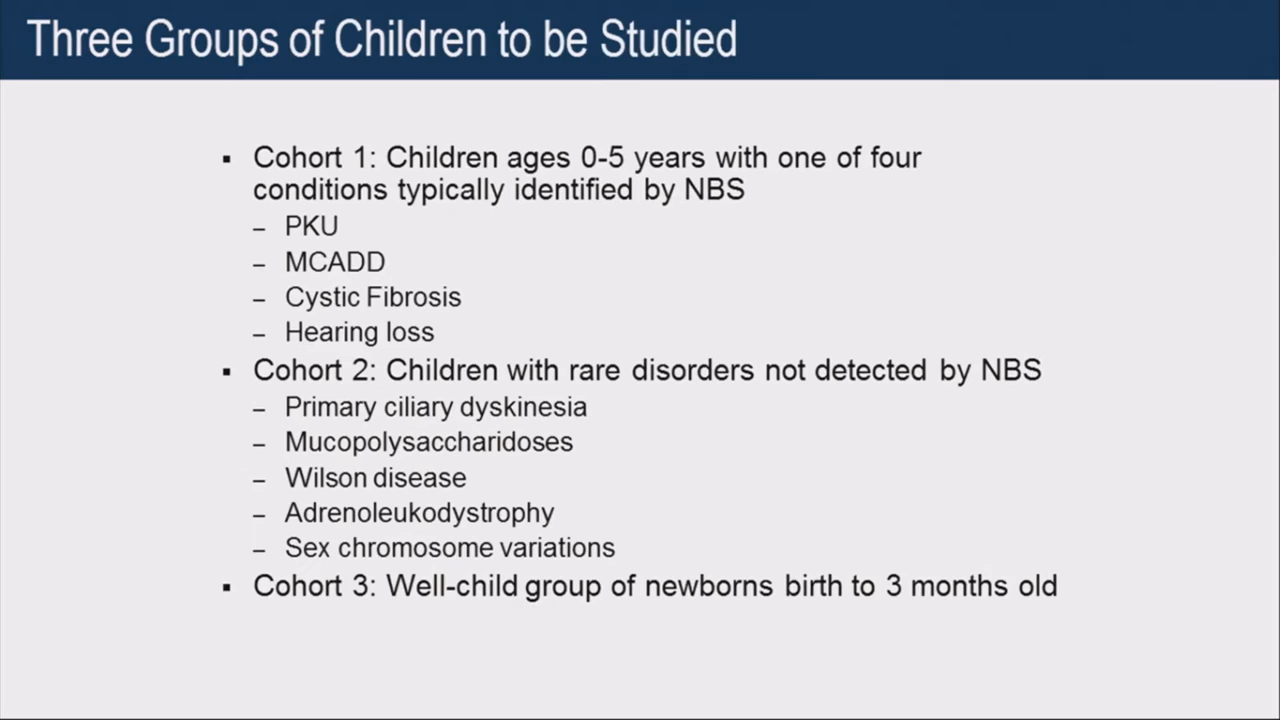 Three Groups of Children to be Studied
▪ Cohort 1: Children ages 0-5 years with one of four
conditions typically identified by NBS
– PKU
– MCADD
– Cystic Fibrosis
– Hearing loss
▪ Cohort 2: Children with rare disorders not detected by NBS
– Primary ciliary dyskinesia
– Mucopolysaccharidoses
– Wilson disease
– Adrenoleukodystrophy
– Sex chromosome variations
▪ Cohort 3: Well-child group of newborns birth to 3 months old